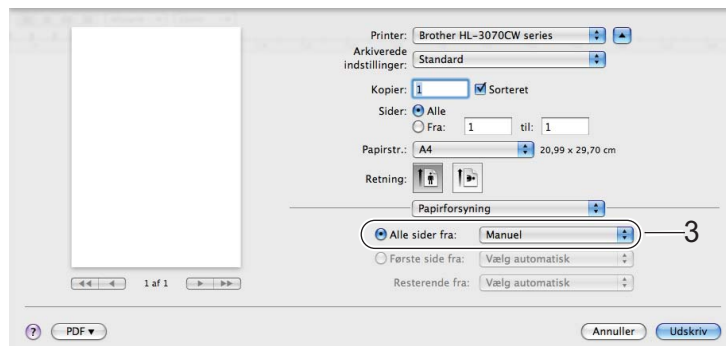 Printer: Brother HL-3070CW series
Arkiverede indstillinger: Standard
Kopier: 1 Sorteret
Sider: Alle
Fra: 1 til: 1
Papirstr.: A4 20,99 x 29,70 cm
Retning:
Papirforsyning
Alle sider fra: Manuel 3
Første side fra: Vælg automatisk
Resterende fra: Vælg automatisk
1 af 1
? PDF ▾ Annuller Udskriv